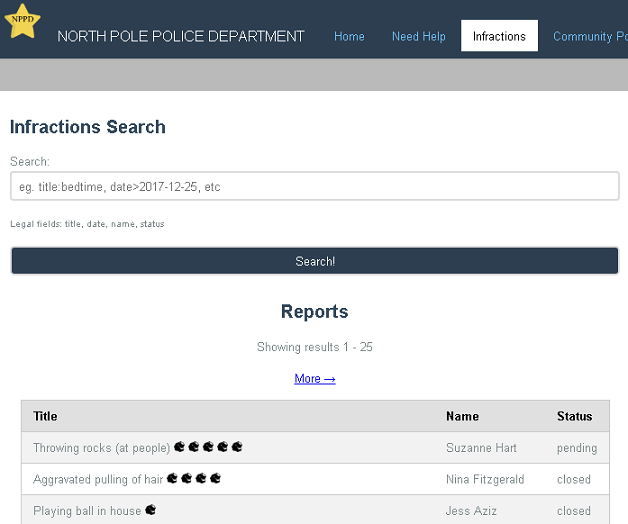 NPPD
NORTH POLE POLICE DEPARTMENT Home Need Help Infractions Community Po
Infractions Search
Search:
eg. title:bedtime, date>2017-12-25, etc
Legal fields: title, date, name, status
Search!
Reports
Showing results 1 - 25
More →
Title Name Status
Throwing rocks (at people) Suzanne Hart pending
Aggravated pulling of hair Nina Fitzgerald closed
Playing ball in house Jess Aziz closed